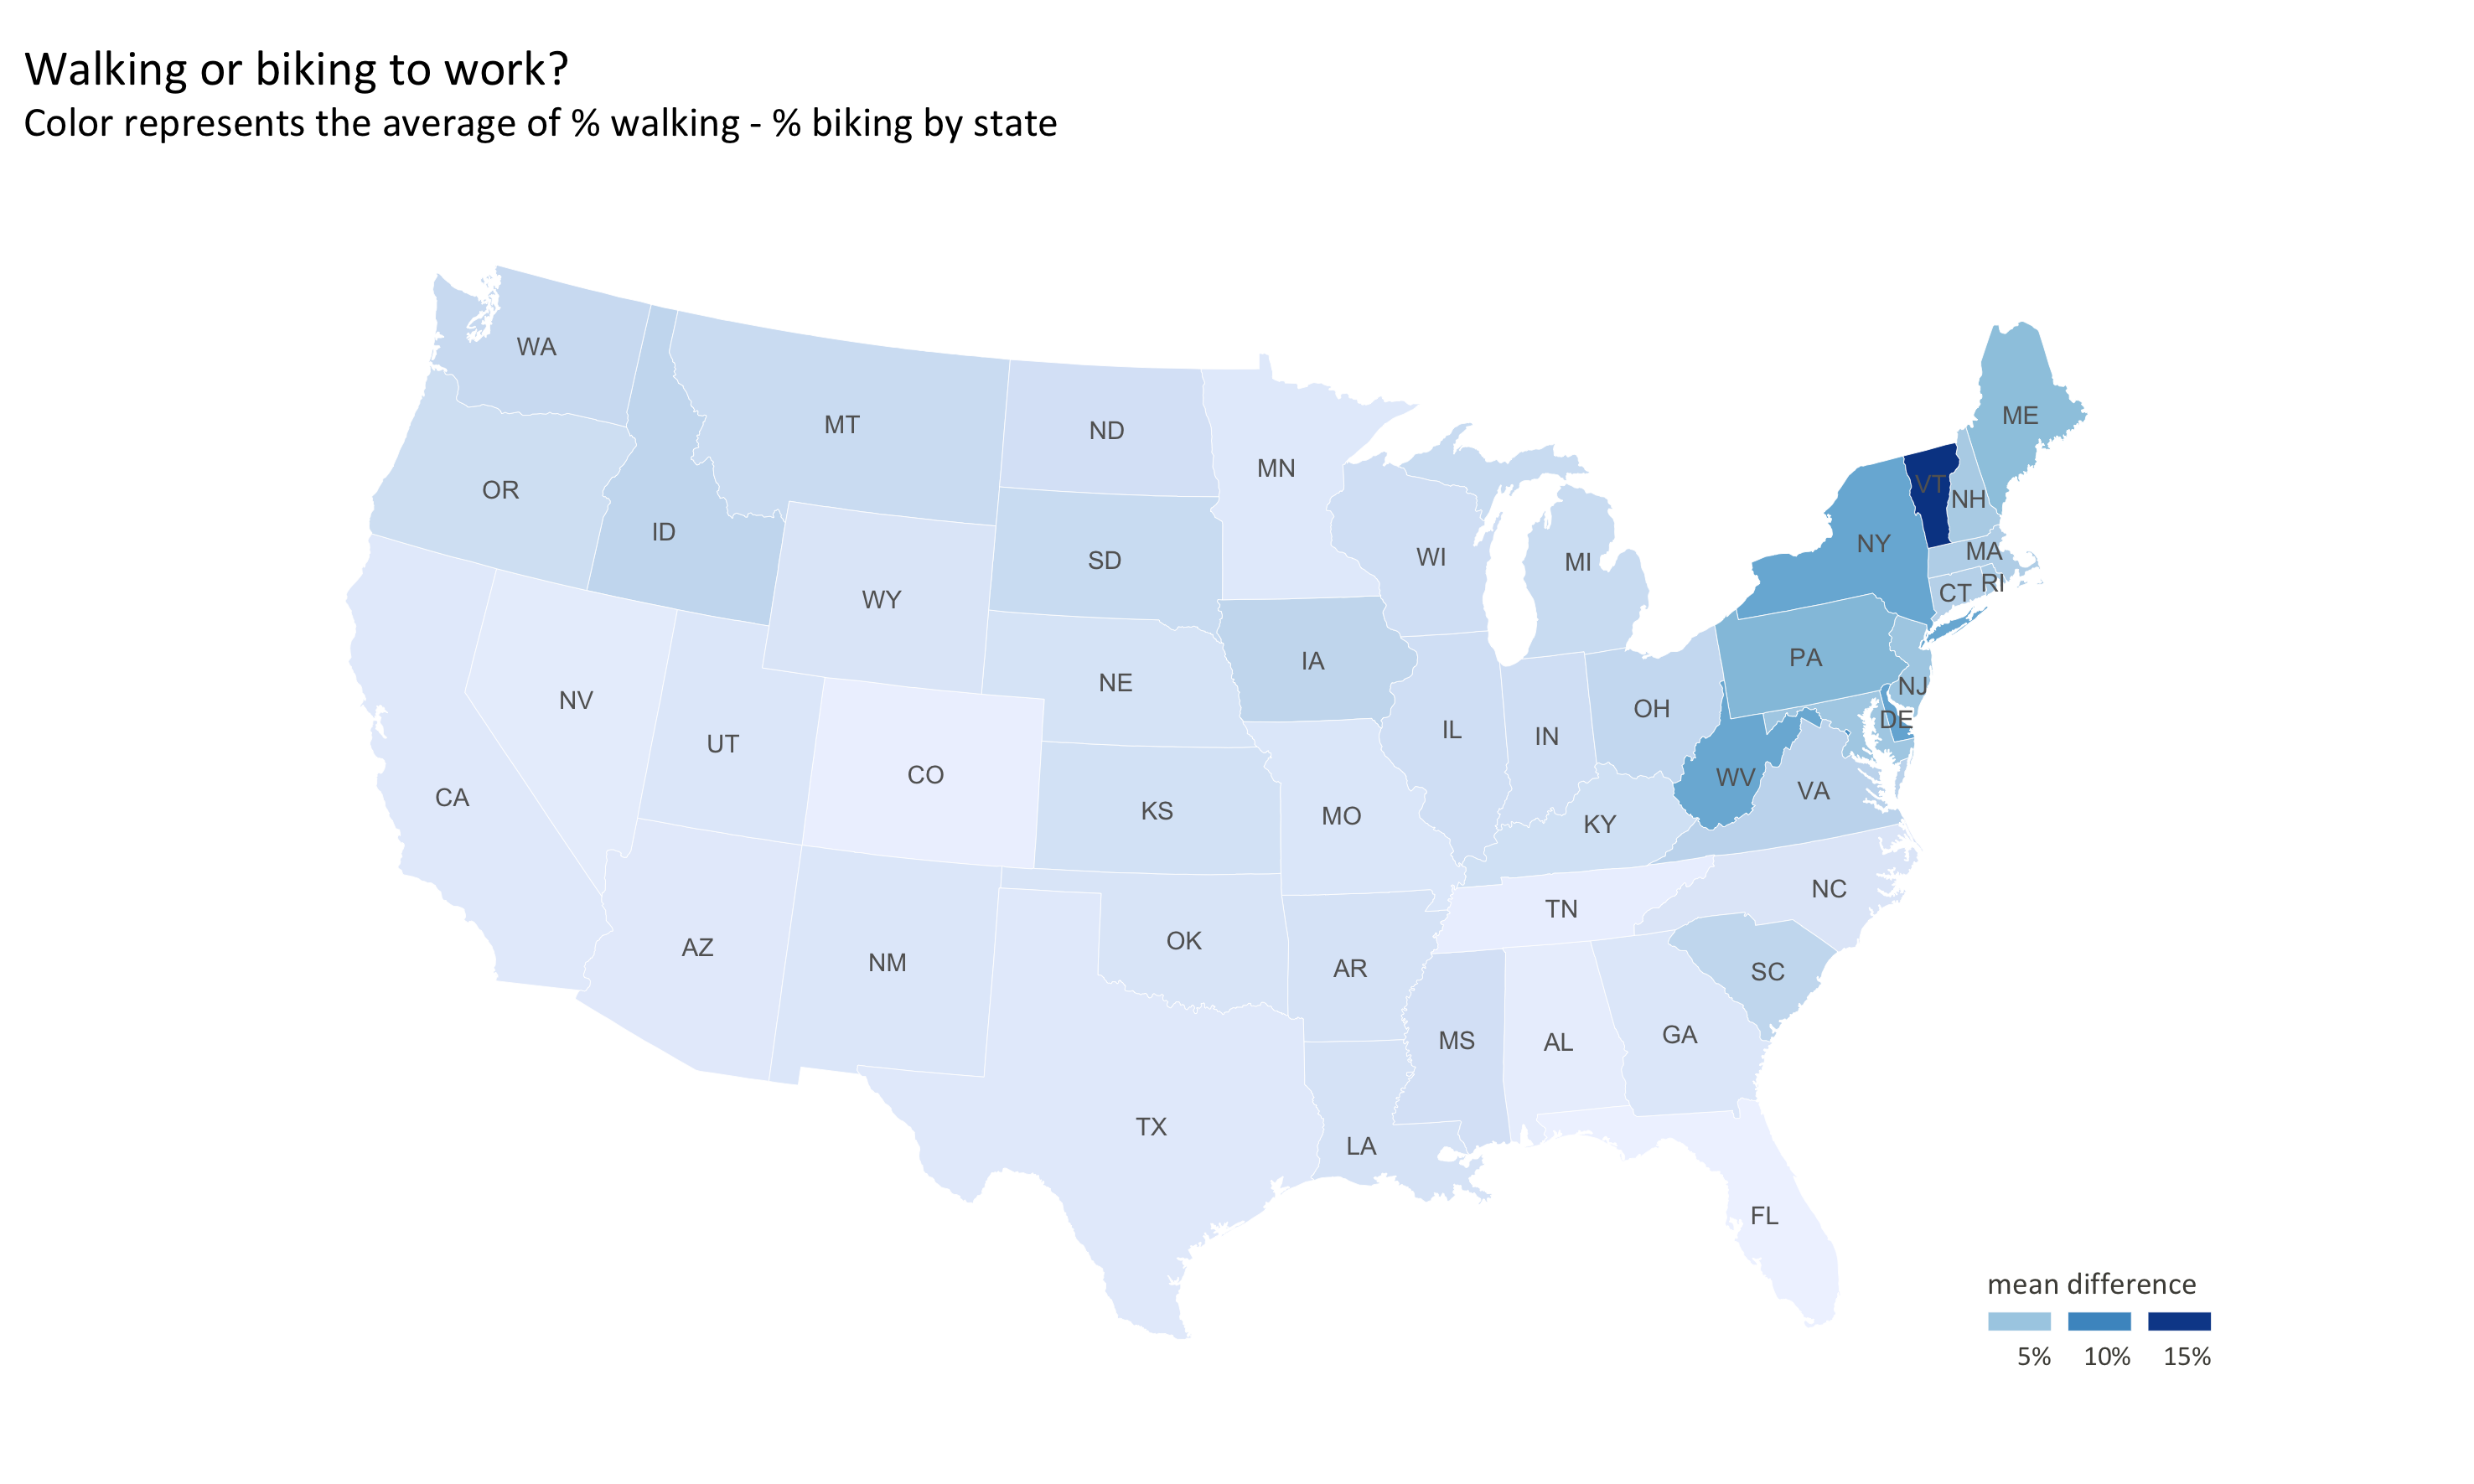 Walking or biking to work?
Color represents the average of % walking - % biking by state
WA
MT
ND
MN
ME
OR
ID
SD
WI
MI
VT
NH
NY
MA
WY
CT
RI
IA
NE
PA
NJ
NV
UT
IL
IN
OH
DE
CO
CA
KS
MO
KY
WV
VA
AZ
NM
OK
AR
TN
NC
SC
MS
AL
GA
TX
LA
FL
mean difference
5% 10% 15%